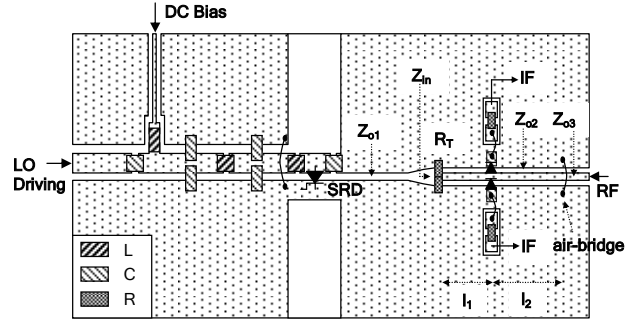 DC Bias
IF
Z_in
R_T
Z_o1
Z_o2
Z_o3
LO
Driving
SRD
RF
L
C
R
IF
air-bridge
l_1
l_2